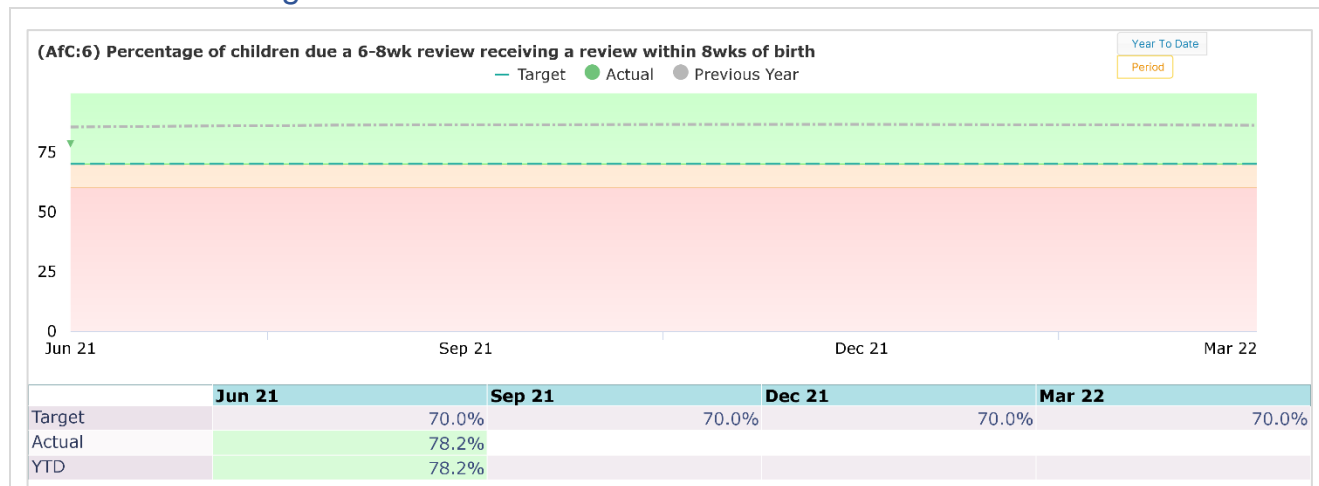 (AfC:6) Percentage of children due a 6-8wk review receiving a review within 8wks of birth
Year To Date
Period
Target Actual Previous Year
75
50
25
0
Jun 21 Sep 21 Dec 21 Mar 22
Jun 21 Sep 21 Dec 21 Mar 22
Target 70.0% 70.0% 70.0% 70.0%
Actual 78.2%
YTD 78.2%